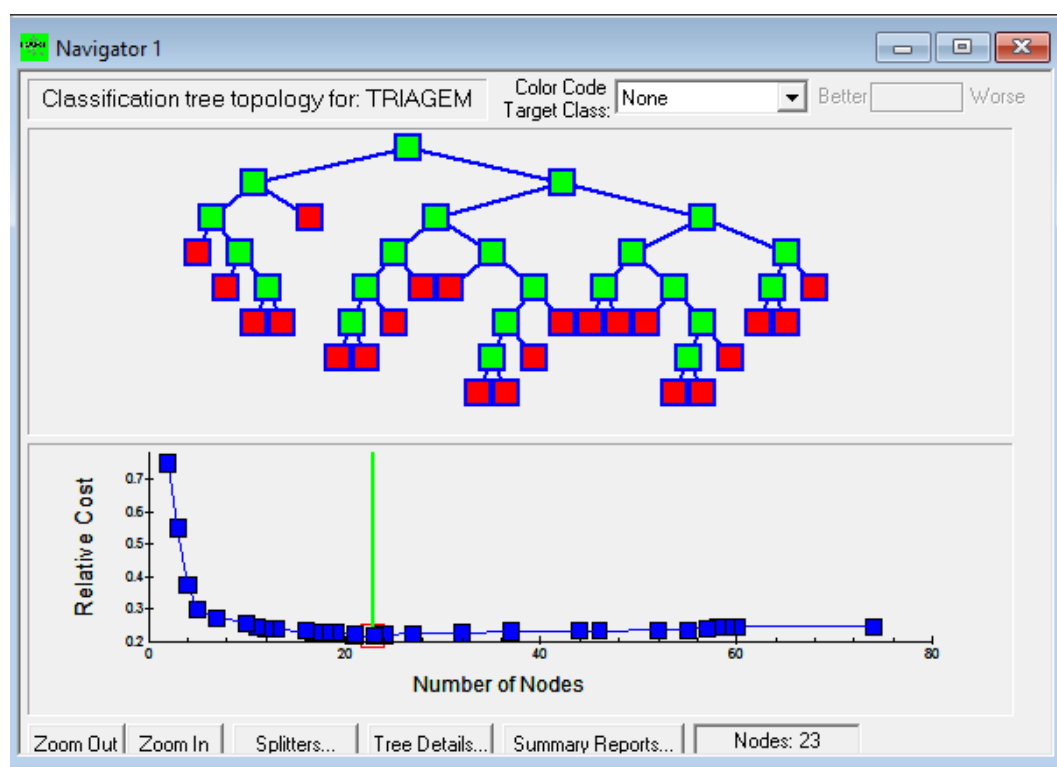 Navigator 1
Classification tree topology for: TRIAGEM
Color Code
Target Class:
None
Better
Worse
Relative Cost
0.7
0.6
0.5
0.4
0.3
0.2
0
20
40
60
80
Number of Nodes
Zoom Out
Zoom In
Splitters...
Tree Details...
Summary Reports...
Nodes: 23